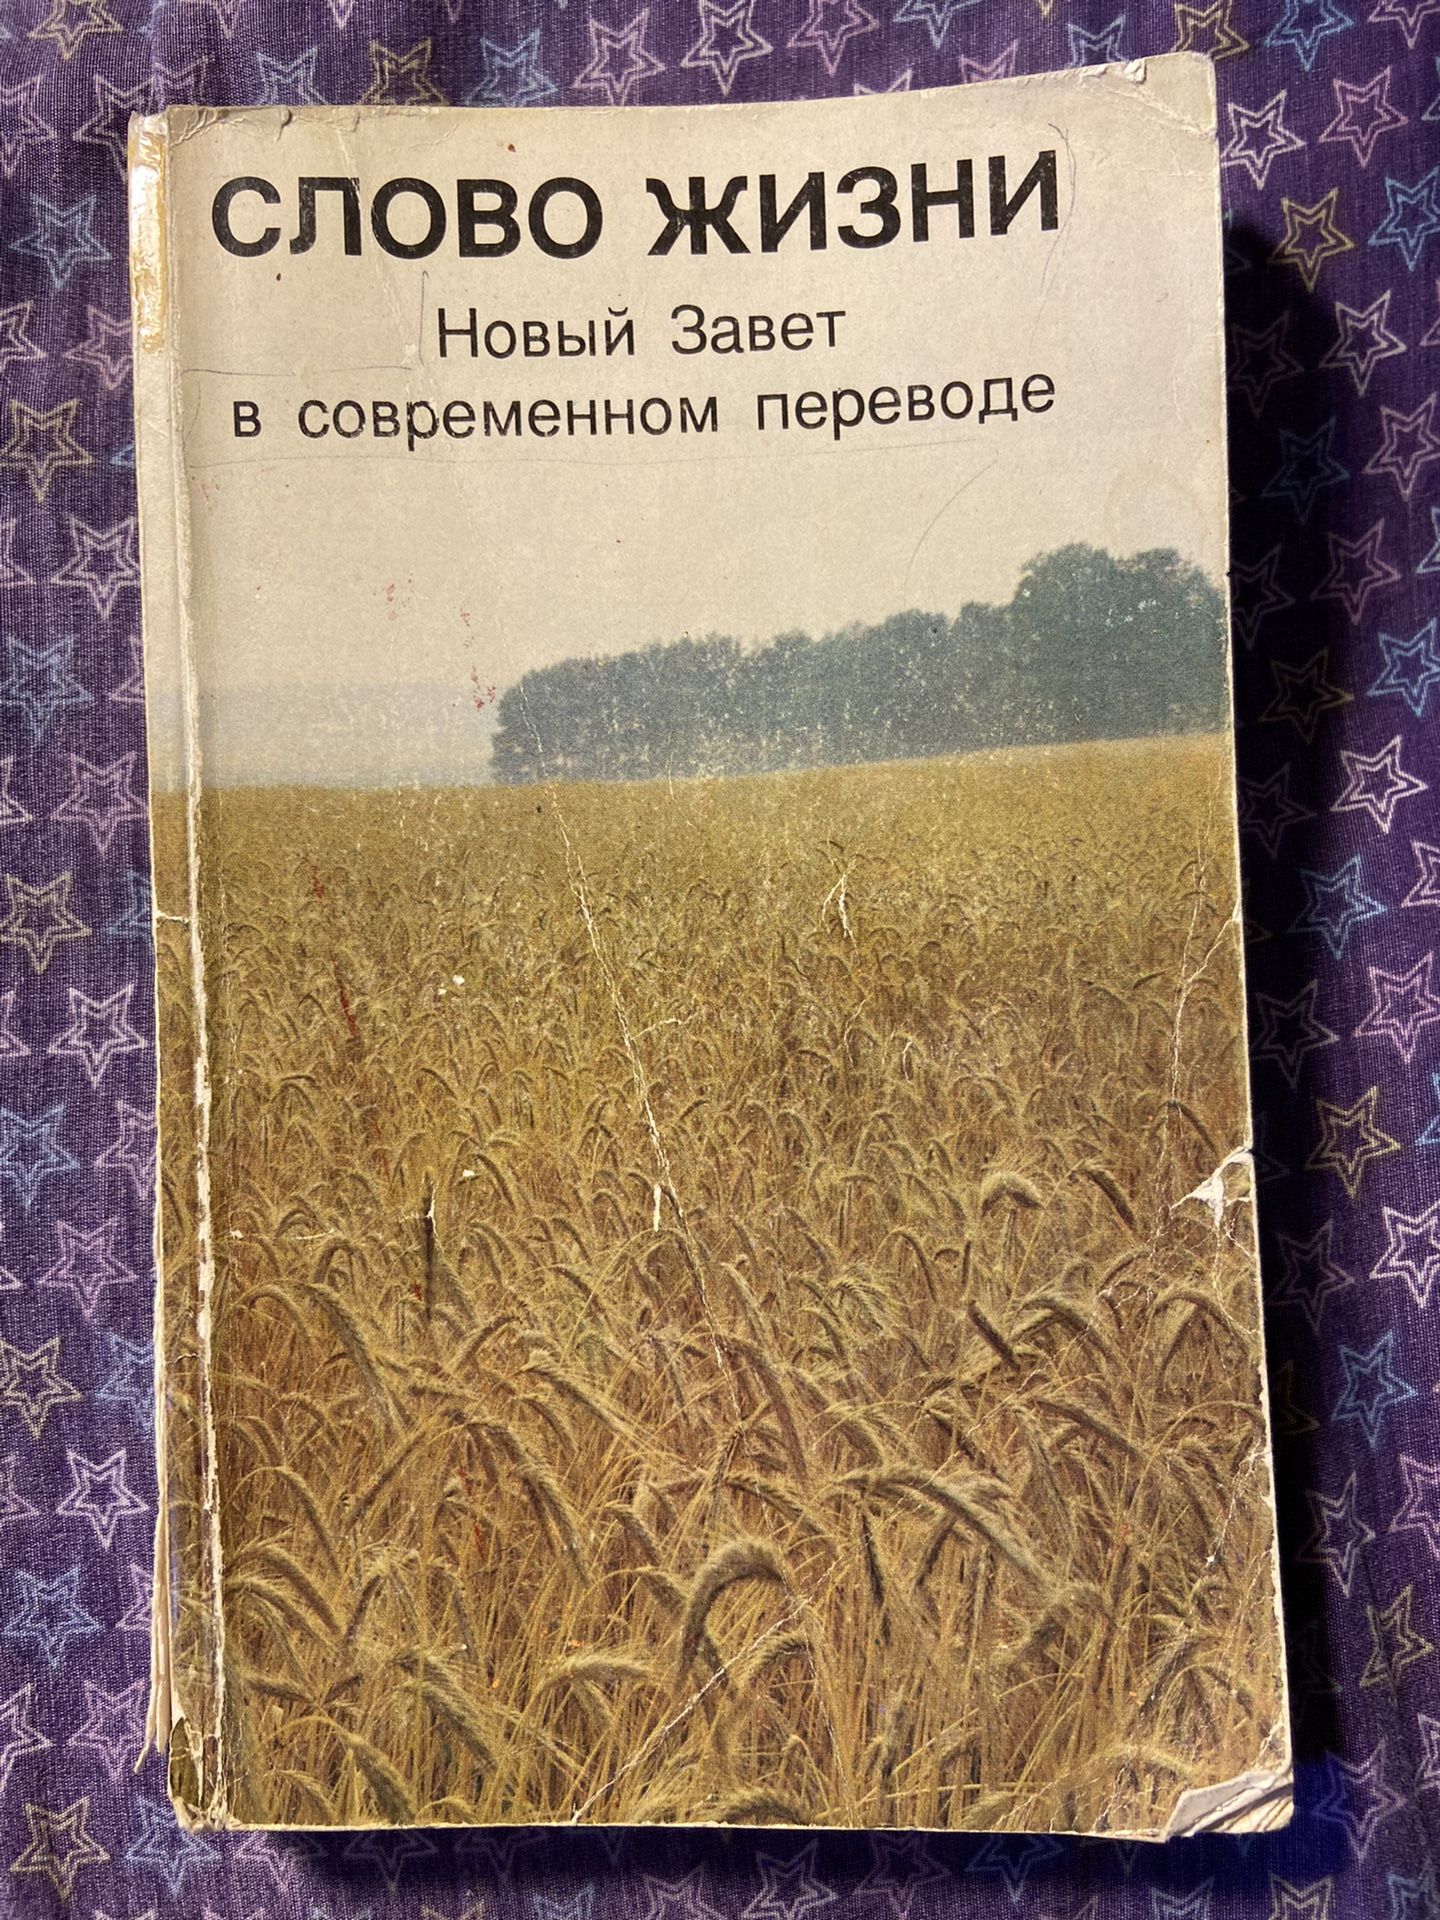 СЛОВО ЖИЗНИ
Новый Завет
в современном переводе